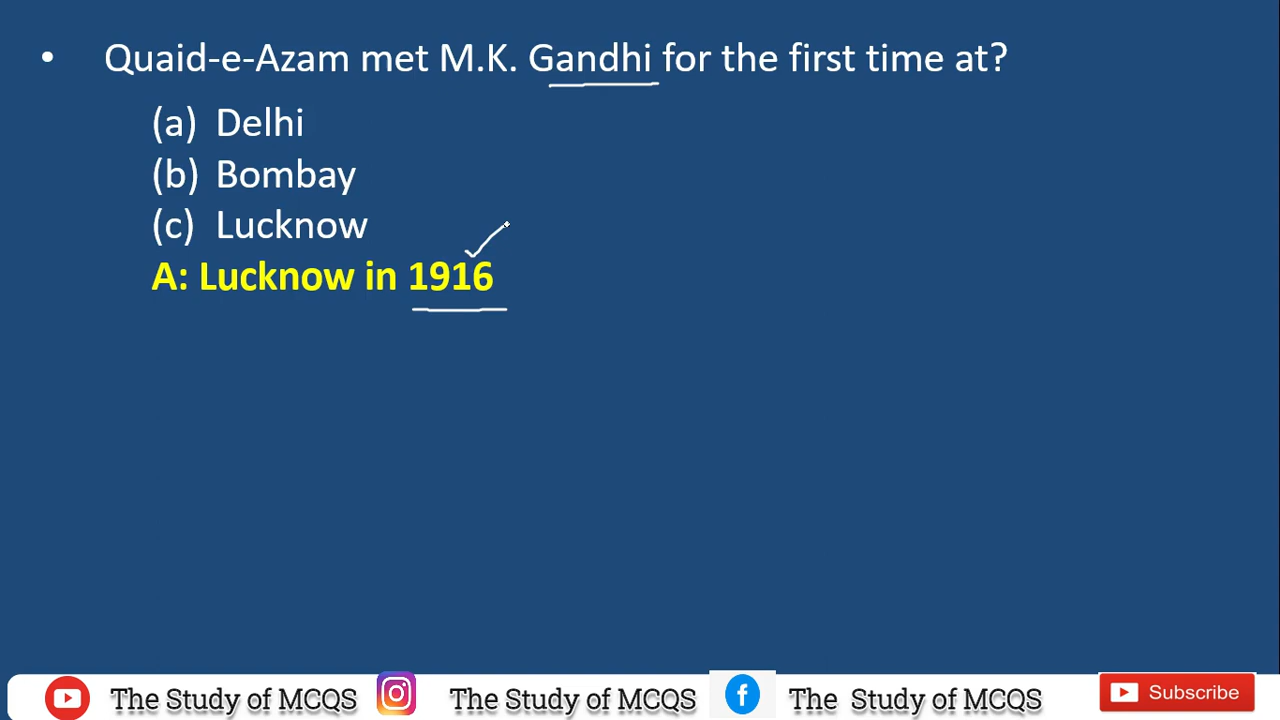 • Quaid-e-Azam met M.K. Gandhi for the first time at?
(a) Delhi
(b) Bombay
(c) Lucknow
A: Lucknow in 1916
The Study of MCQS The Study of MCQS The Study of MCQS Subscribe